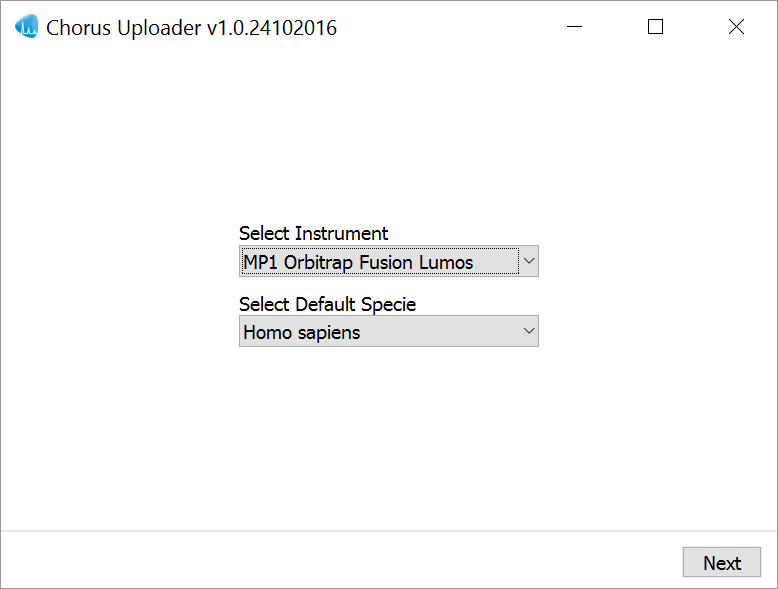 Chorus Uploader v1.0.24102016
Select Instrument
MP1 Orbitrap Fusion Lumos
Select Default Specie
Homo sapiens
Next